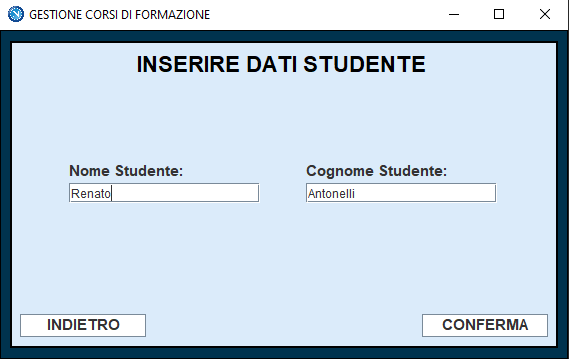 GESTIONE CORSI DI FORMAZIONE
INSERIRE DATI STUDENTE
Nome Studente: Cognome Studente:
Renato Antonelli
INDIETRO CONFERMA